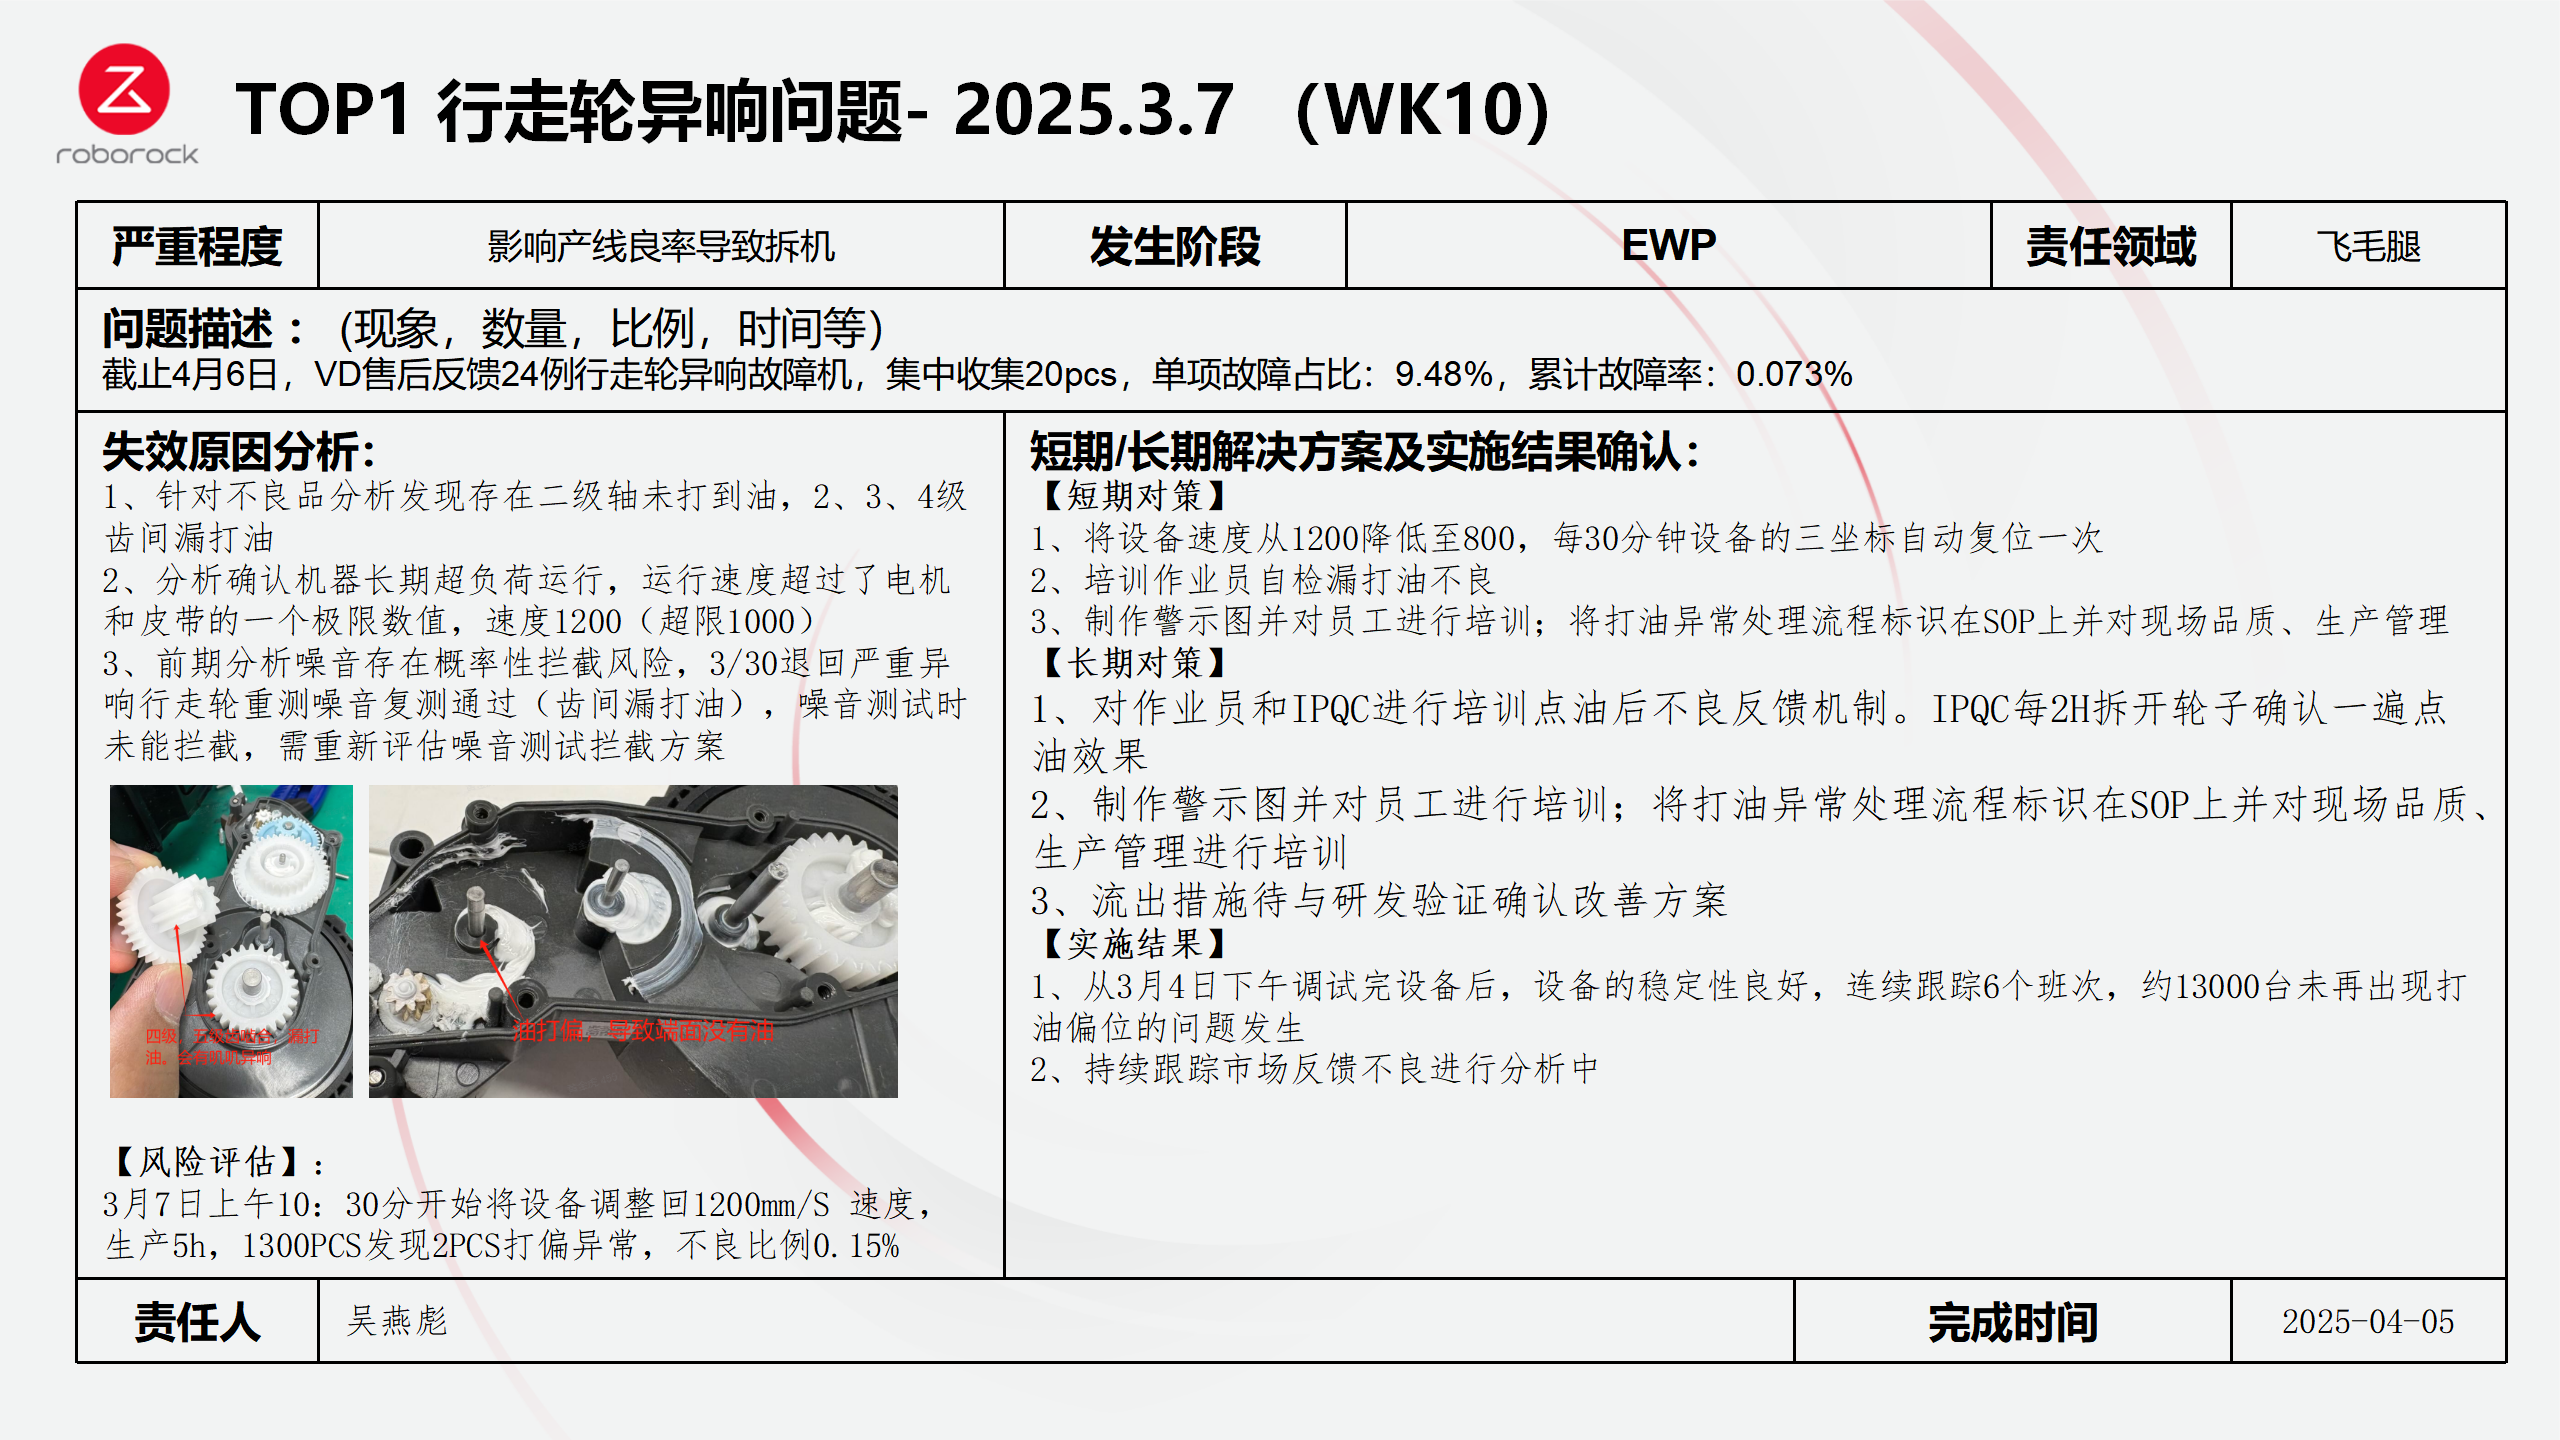 roborock
TOP1 行走轮异响问题- 2025.3.7 （WK10）
严重程度 影响产线良率导致拆机 发生阶段 EWP 责任领域 飞毛腿
问题描述 ： (现象，数量，比例，时间等)
截止4月6日，VD售后反馈24例行走轮异响故障机，集中收集20pcs，单项故障占比：9.48%，累计故障率：0.073%
失效原因分析：
1、针对不良品分析发现存在二级轴未打到油，2、3、4级
齿间漏打油
2、分析确认机器长期超负荷运行，运行速度超过了电机
和皮带的一个极限数值，速度1200（超限1000）
3、前期分析噪音存在概率性拦截风险，3/30退回严重异
响行走轮重测噪音复测通过（齿间漏打油），噪音测试时
未能拦截，需重新评估噪音测试拦截方案
四级、五级齿贴合 漏打
油，会有叽叽异响
油打偏，导致端面没有油
【风险评估】：
3月7日上午10：30分开始将设备调整回1200mm/S 速度，
生产5h，1300PCS发现2PCS打偏异常，不良比例0.15%
短期/长期解决方案及实施结果确认：
【短期对策】
1、将设备速度从1200降低至800，每30分钟设备的三坐标自动复位一次
2、培训作业员自检漏打油不良
3、制作警示图并对员工进行培训；将打油异常处理流程标识在SOP上并对现场品质、生产管理
【长期对策】
1、对作业员和IPQC进行培训点油后不良反馈机制。IPQC每2H拆开轮子确认一遍点
油效果
2、制作警示图并对员工进行培训；将打油异常处理流程标识在SOP上并对现场品质、
生产管理进行培训
3、流出措施待与研发验证确认改善方案
【实施结果】
1、从3月4日下午调试完设备后，设备的稳定性良好，连续跟踪6个班次，约13000台未再出现打
油偏位的问题发生
2、持续跟踪市场反馈不良进行分析中
责任人 吴燕彪 完成时间 2025-04-05